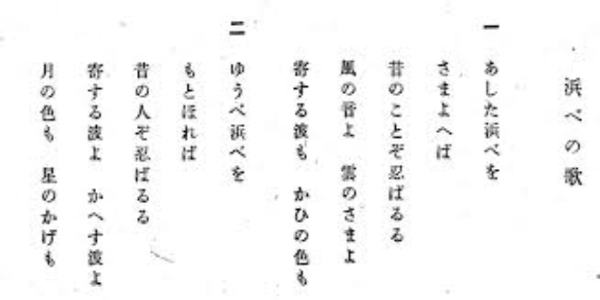 浜べの歌
一 あした浜べを
さまよへば
昔のことぞ忍ばるる
風の音よ 雲のさまよ
寄する波も かひの色も
二 ゆうべ浜べを
もとほれば
昔の人ぞ忍ばるる
寄する波よ かへす波よ
月の色も 星のかげも